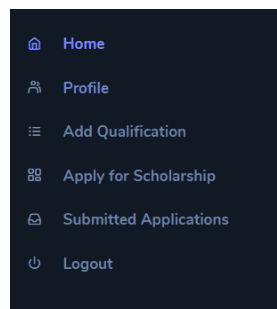 Home
Profile
Add Qualification
Apply for Scholarship
Submitted Applications
Logout